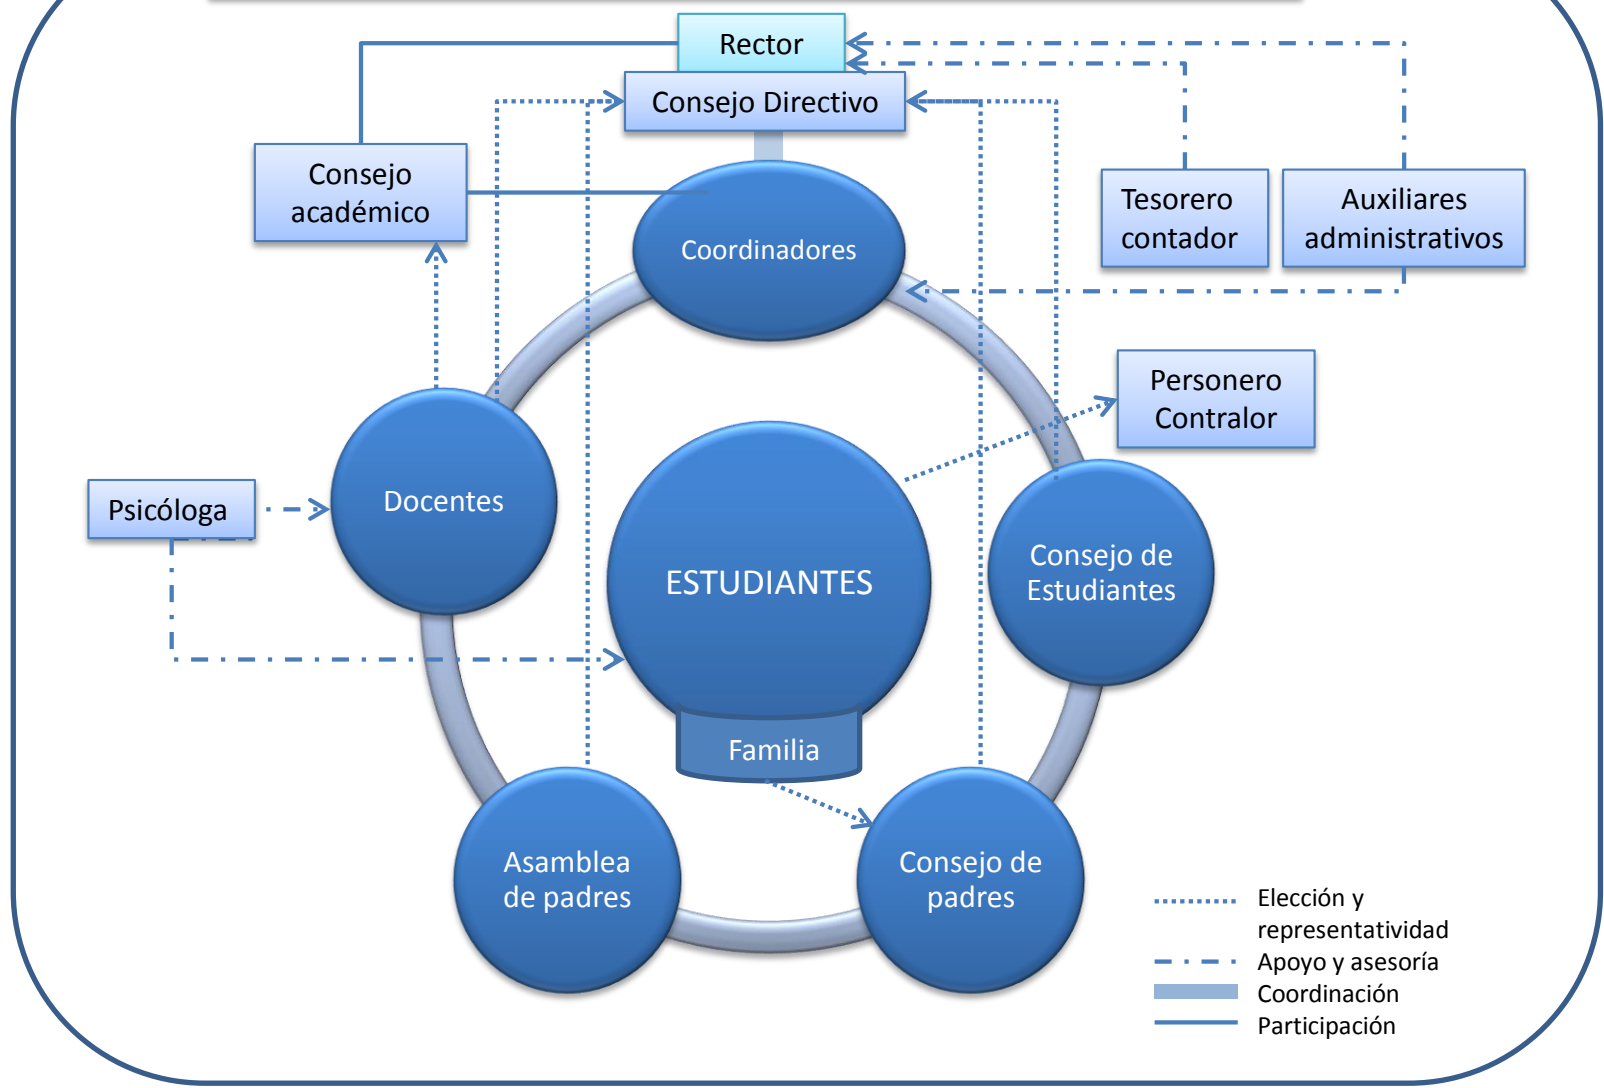 Rector
Consejo Directivo
Consejo
académico
Tesorero
contador
Auxiliares
administrativos
Coordinadores
Personero
Contralor
Psicóloga
Docentes
ESTUDIANTES
Consejo de
Estudiantes
Familia
Asamblea
de padres
Consejo de
padres
Elección y
representatividad
Apoyo y asesoría
Coordinación
Participación